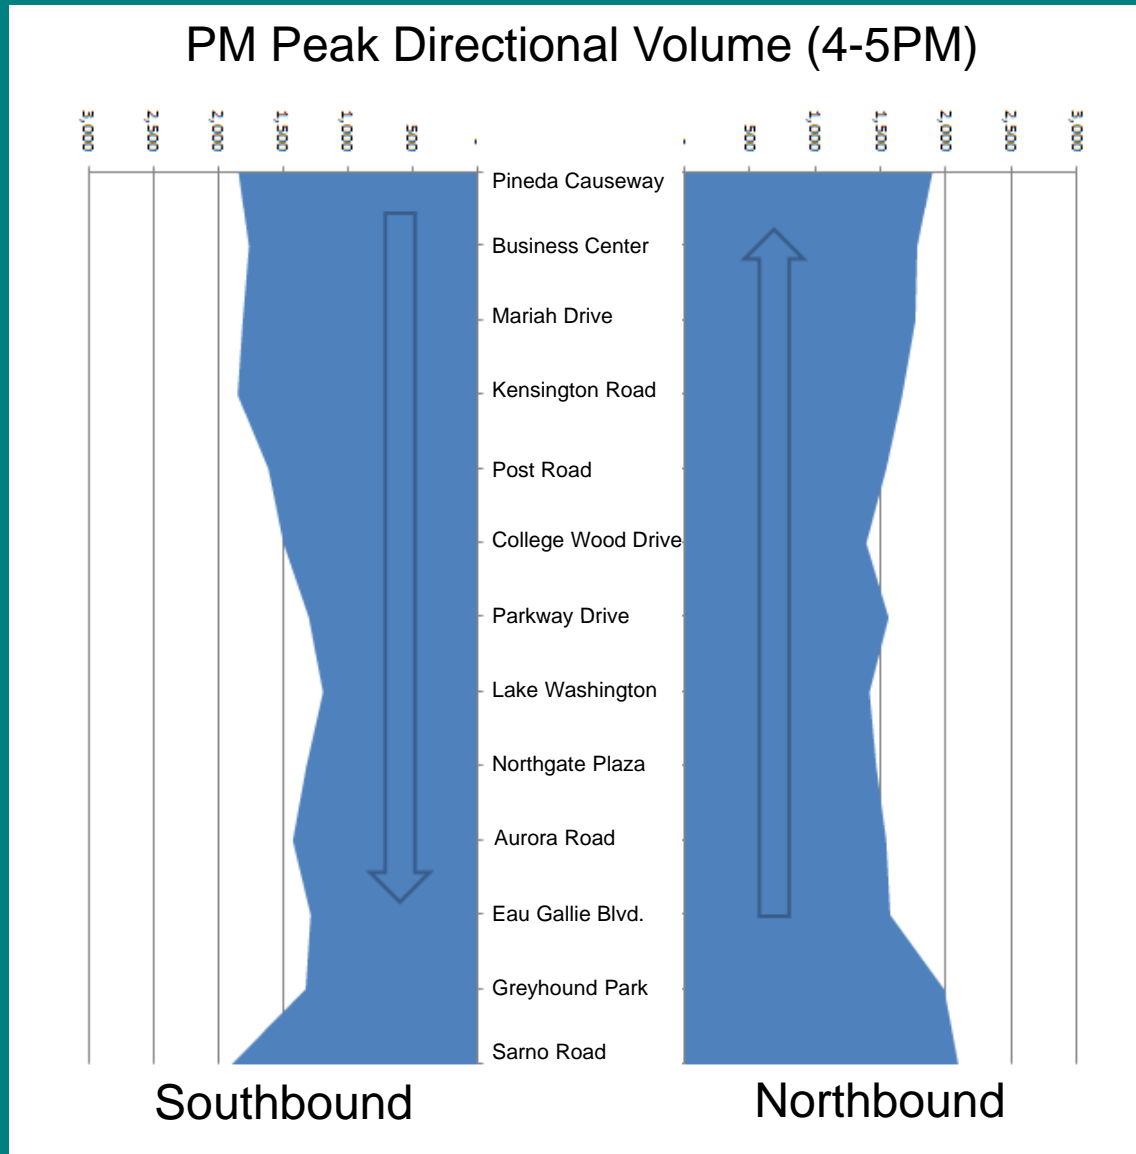 PM Peak Directional Volume (4-5PM)
3,000 2,500 2,000 1,500 1,000 500 -
- 500 1,000 1,500 2,000 2,500 3,000
Pineda Causeway
Business Center
Mariah Drive
Kensington Road
Post Road
College Wood Drive
Parkway Drive
Lake Washington
Northgate Plaza
Aurora Road
Eau Gallie Blvd.
Greyhound Park
Sarno Road
Southbound
Northbound